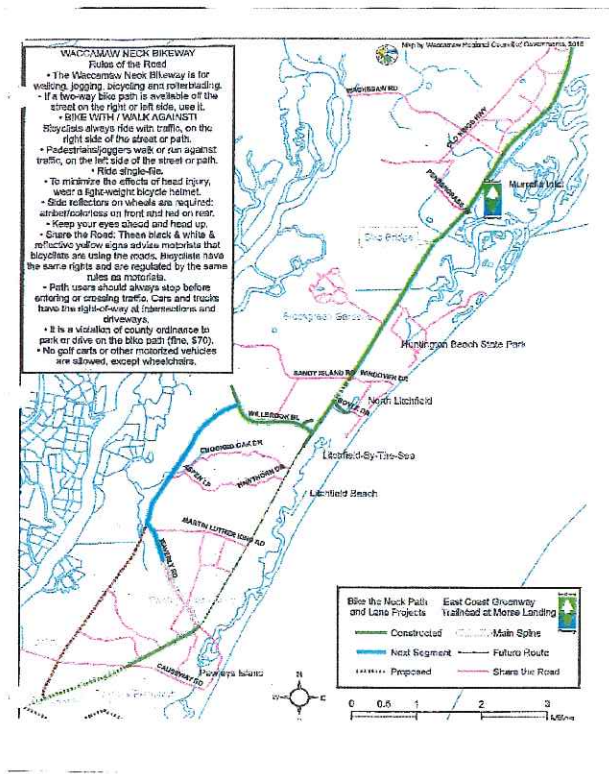 Map by Waccamaw Regional Council of Governments, 2010
WACCAMAW NECK BIKEWAY
Rules of the Road
• The Waccamaw Neck Bikeway is for
walking, jogging, bicycling and rollerblading.
• If a two-way bike path is available off the
street on the right or left side, use it.
• BIKE WITH / WALK AGAINST!
Bicyclists always ride with traffic, on the
right side of the street or path.
• Pedestrians/joggers walk or run against
traffic, on the left side of the street or path.
• Ride single-file.
• To minimize the effects of head injury,
wear a light-weight bicycle helmet.
• Side reflectors on wheels are required:
amber/colorless on front and red on rear.
• Keep your eyes ahead and head up.
• Share the Road: These black & white &
reflective yellow signs advise motorists that
bicyclists are using the roads. Bicyclists have
the same rights and are regulated by the same
rules as motorists.
• Path users should always stop before
entering or crossing traffic. Cars and trucks
have the right-of-way at intersections and
driveways.
• It is a violation of county ordinance to
park or drive on the bike path (fine, $70).
• No golf carts or other motorized vehicles
are allowed, except wheelchairs.
WACHESAW RD
OLD KINGS HWY
Murrells Inlet
Brookgreen Gardens
Huntington Beach State Park
SANDY ISLAND RD
WINDOVER DR
BOYLE DR
North Litchfield
WILLBROOK BL
CROOKED OAK DR
Litchfield-By-The-Sea
HAWTHORN DR
Litchfield Beach
MARTIN LUTHER KING RD
WAVERLY RD
Pawleys Island
CAUSEWAY RD
Bike the Neck Path
and Lane Projects
East Coast Greenway
Trailhead at Morse Landing
Constructed
Main Spine
Next Segment
Future Route
Proposed
Share the Road
N
W
E
S
0 0.5 1 2 3
Miles